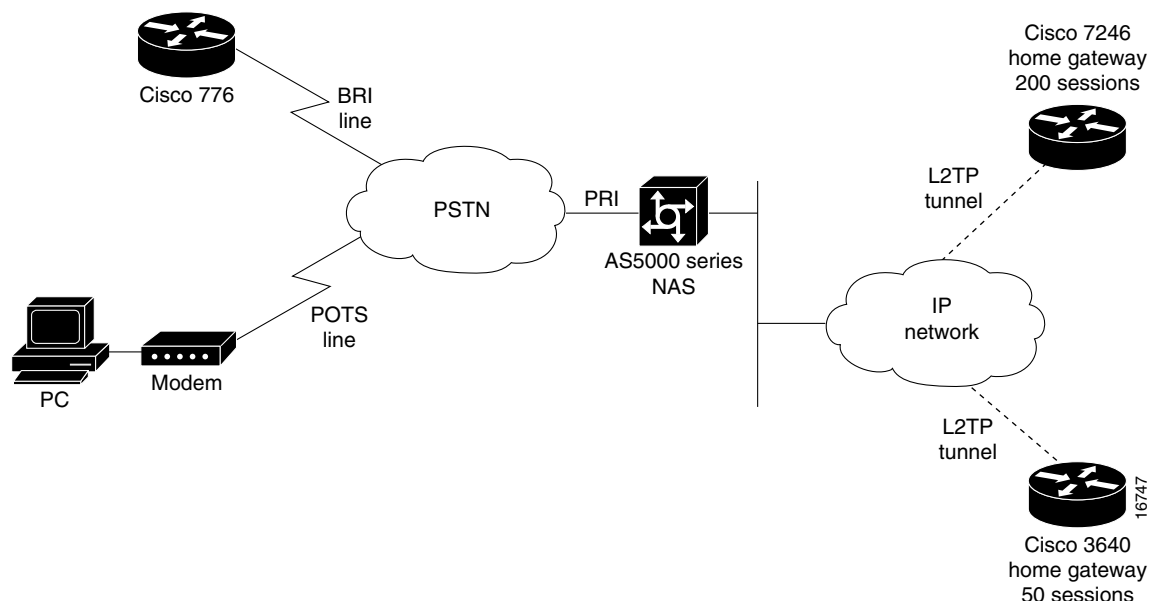 Cisco 7246
home gateway
200 sessions
Cisco 776
BRI
line
L2TP
tunnel
PRI
PSTN
AS5000 series
NAS
IP
network
POTS
line
Modem
PC
L2TP
tunnel
16747
Cisco 3640
home gateway
50 sessions